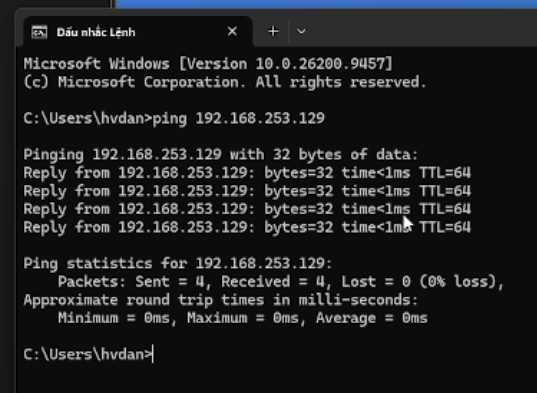 Dấu nhắc Lệnh
Microsoft Windows [Version 10.0.26200.9457]
(c) Microsoft Corporation. All rights reserved.
C:\Users\hvdan>ping 192.168.253.129
Pinging 192.168.253.129 with 32 bytes of data:
Reply from 192.168.253.129: bytes=32 time<1ms TTL=64
Reply from 192.168.253.129: bytes=32 time<1ms TTL=64
Reply from 192.168.253.129: bytes=32 time<1ms TTL=64
Reply from 192.168.253.129: bytes=32 time<1ms TTL=64
Ping statistics for 192.168.253.129:
Packets: Sent = 4, Received = 4, Lost = 0 (0% loss),
Approximate round trip times in milli-seconds:
Minimum = 0ms, Maximum = 0ms, Average = 0ms
C:\Users\hvdan>